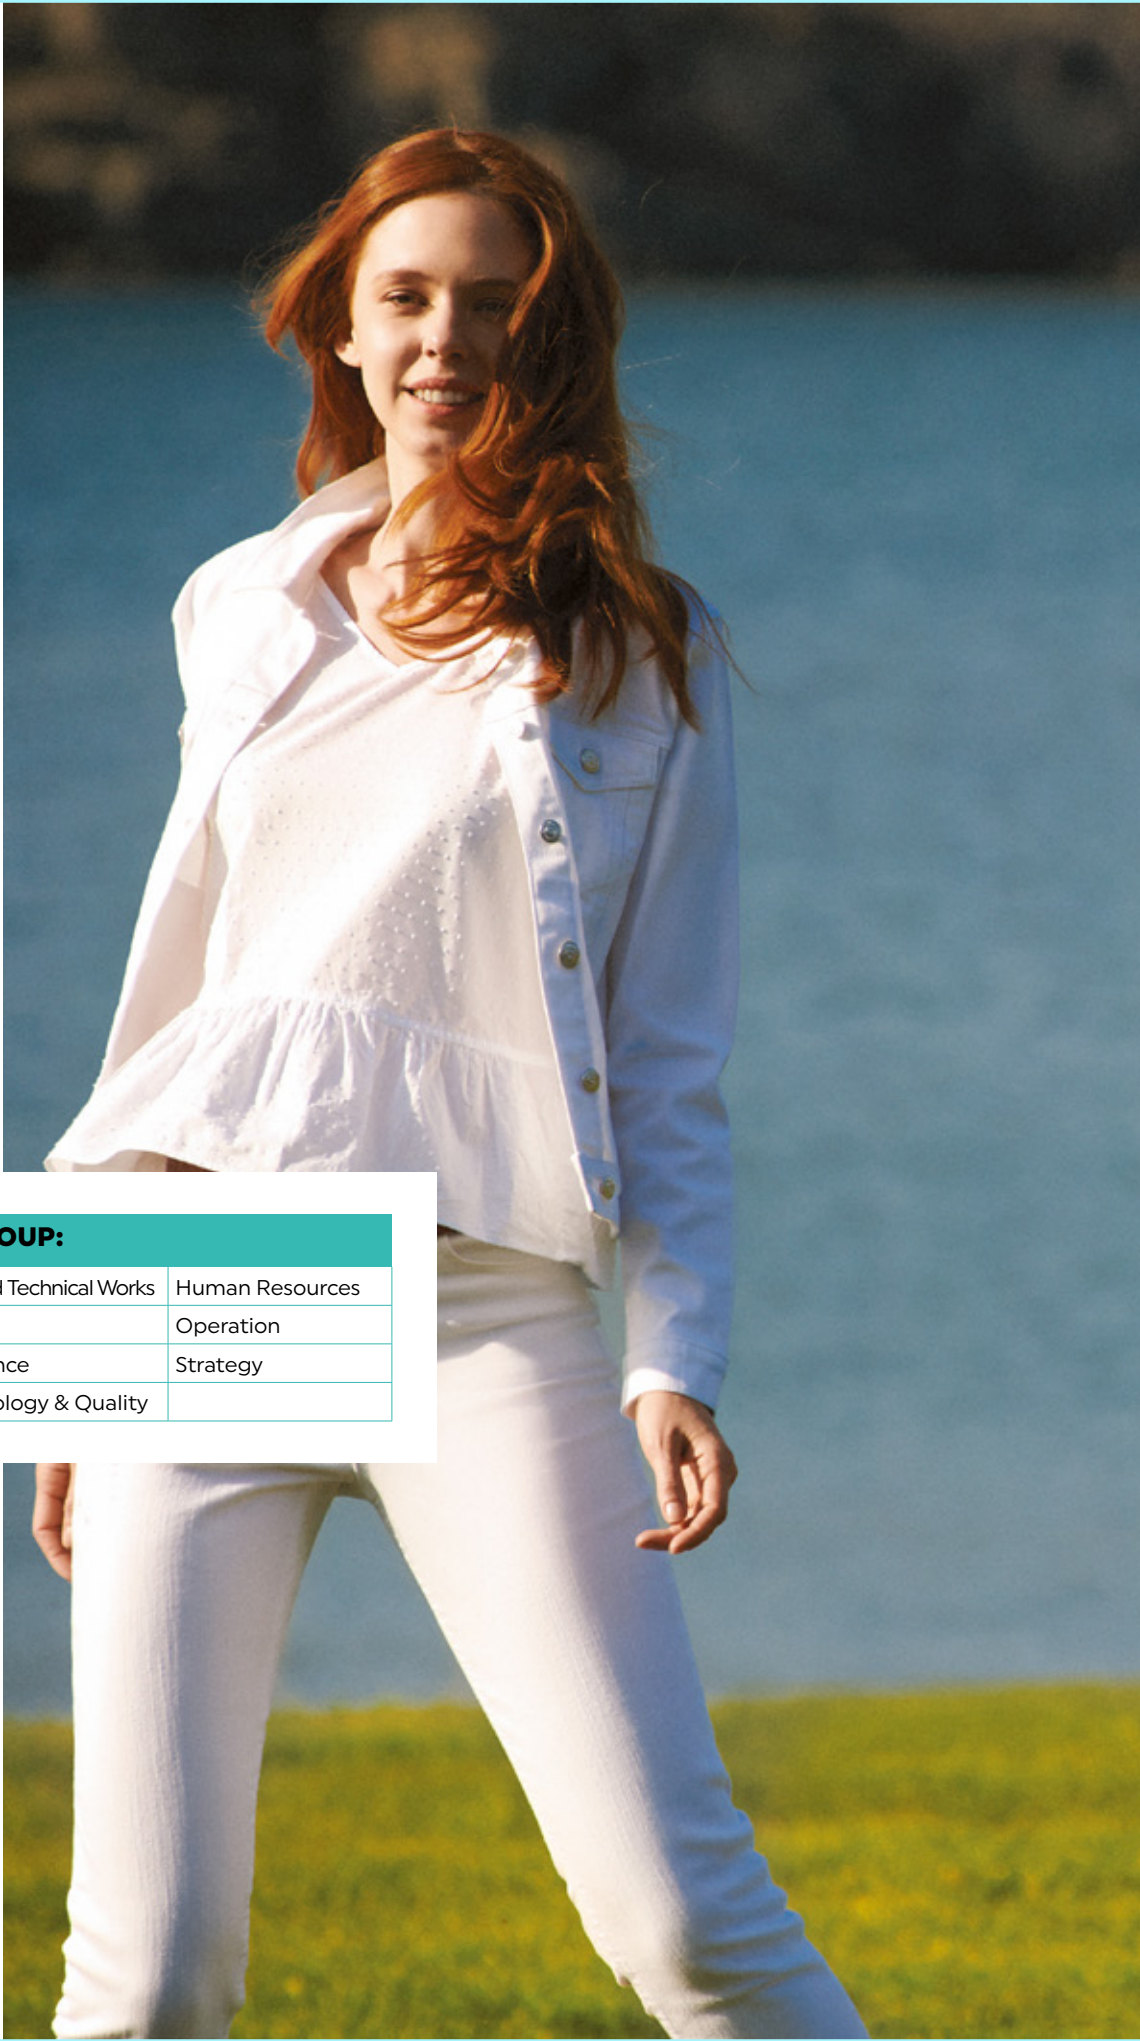 OUP:
Technical Works Human Resources
Operation
nce Strategy
ology & Quality